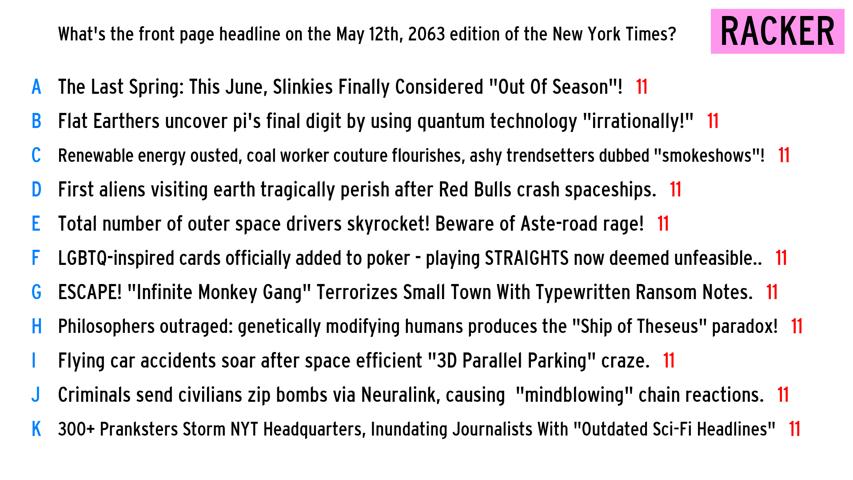 What's the front page headline on the May 12th, 2063 edition of the New York Times?
RACKER
A The Last Spring: This June, Slinkies Finally Considered "Out Of Season"! 11
B Flat Earthers uncover pi's final digit by using quantum technology "irrationally!" 11
C Renewable energy ousted, coal worker couture flourishes, ashy trendsetters dubbed "smokeshows"! 11
D First aliens visiting earth tragically perish after Red Bulls crash spaceships. 11
E Total number of outer space drivers skyrocket! Beware of Aste-road rage! 11
F LGBTQ-inspired cards officially added to poker - playing STRAIGHTS now deemed unfeasible.. 11
G ESCAPE! "Infinite Monkey Gang" Terrorizes Small Town With Typewritten Ransom Notes. 11
H Philosophers outraged: genetically modifying humans produces the "Ship of Theseus" paradox! 11
I Flying car accidents soar after space efficient "3D Parallel Parking" craze. 11
J Criminals send civilians zip bombs via Neuralink, causing  "mindblowing" chain reactions. 11
K 300+ Pranksters Storm NYT Headquarters, Inundating Journalists With "Outdated Sci-Fi Headlines" 11